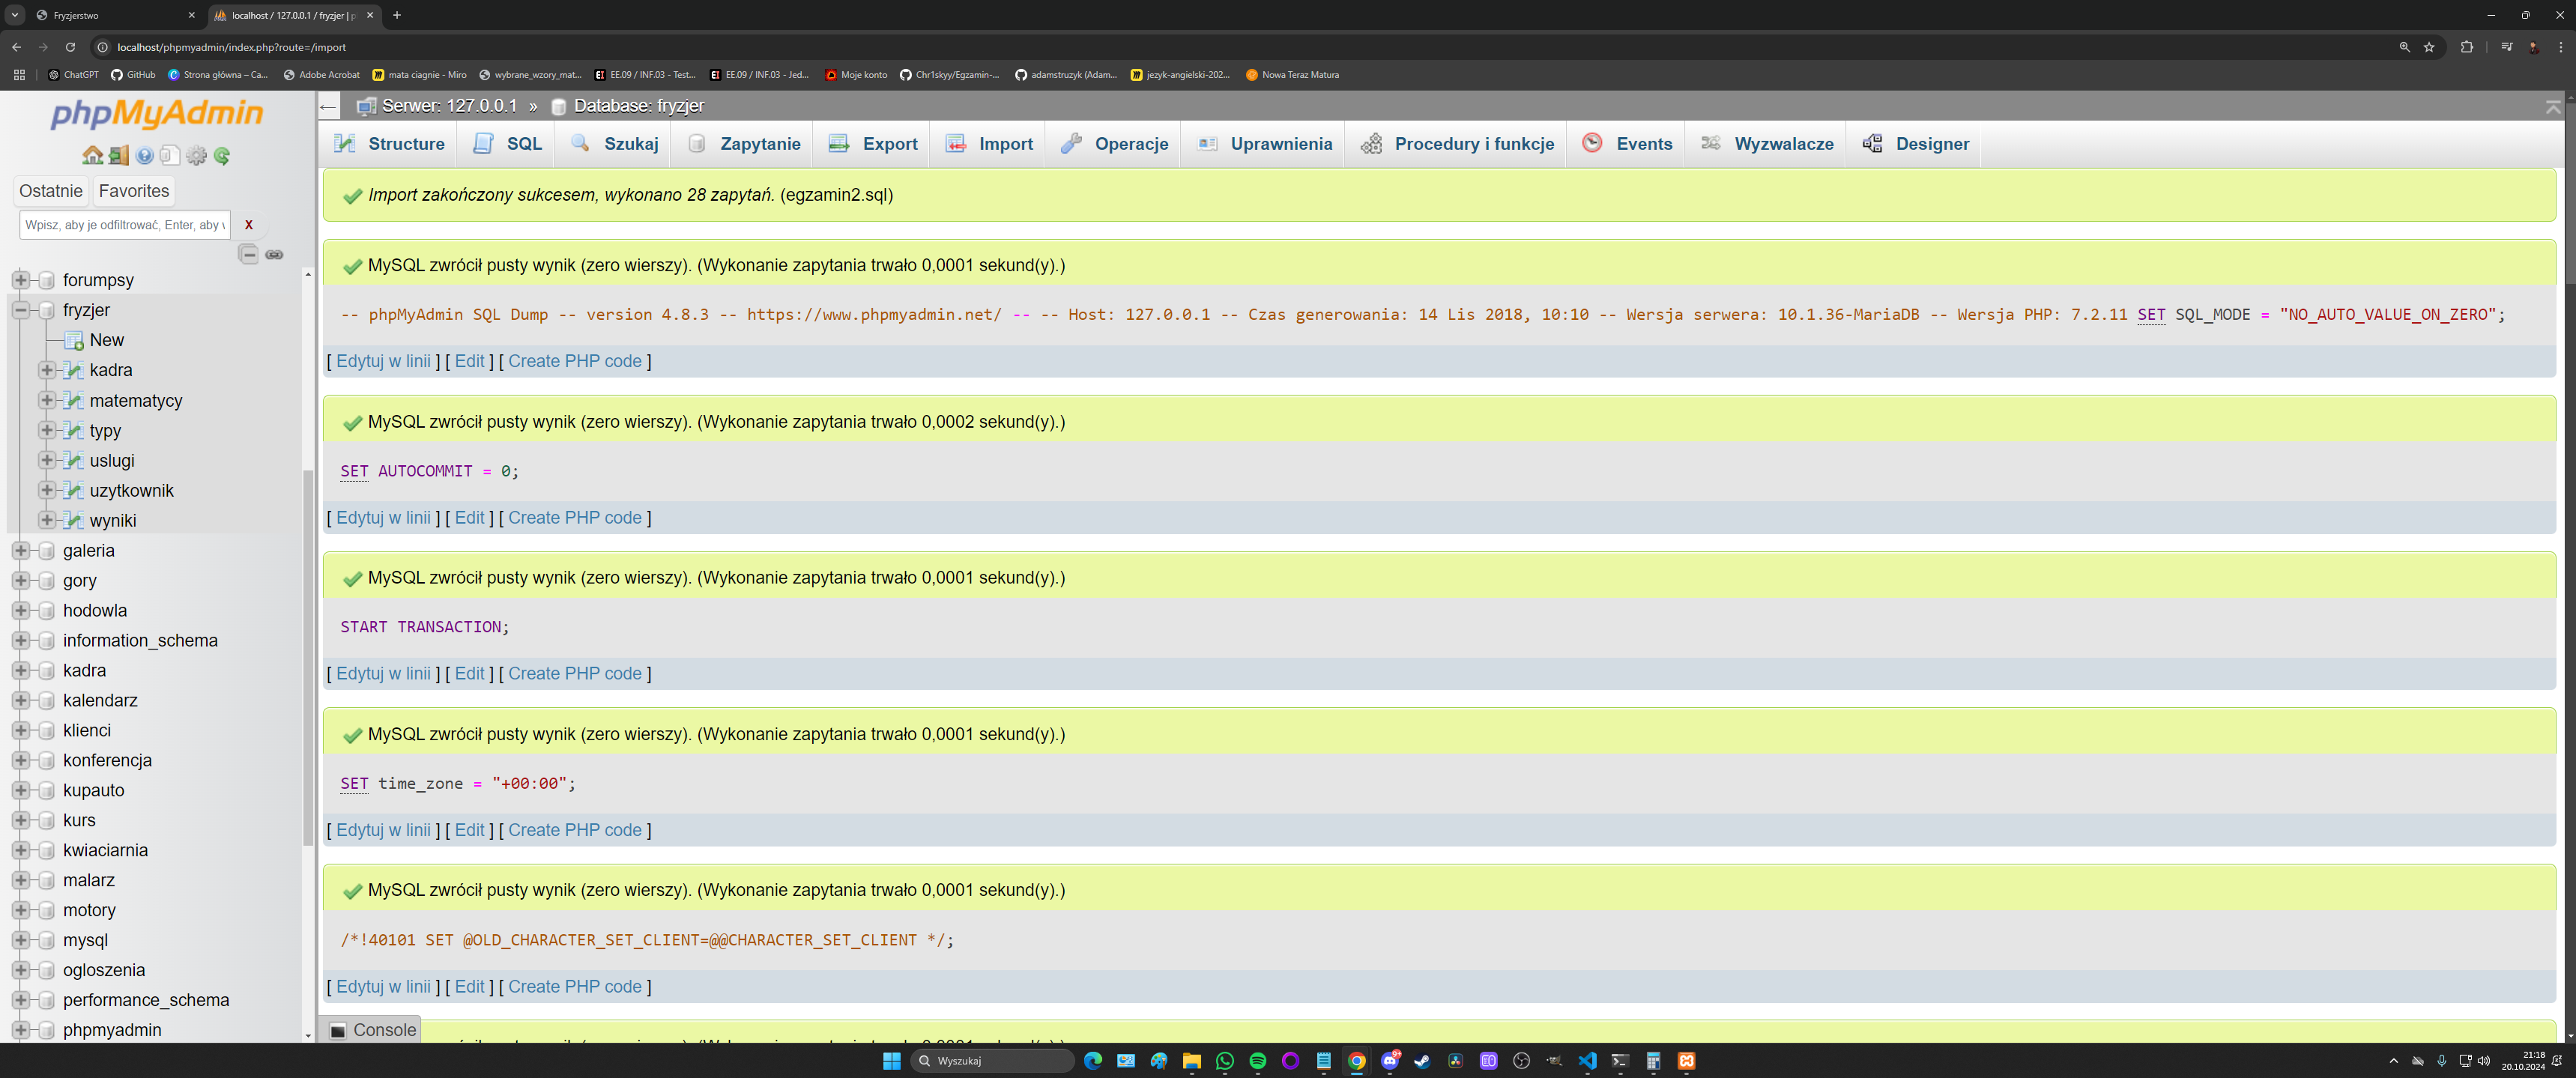 Fryzjerstwo
localhost / 127.0.0.1 / fryzjer | p
localhost/phpmyadmin/index.php?route=/import
ChatGPT
GitHub
Strona główna – Ca...
Adobe Acrobat
mata ciagnie - Miro
wybrane_wzory_mat...
EE.09 / INF.03 - Test...
EE.09 / INF.03 - Jed...
Moje konto
Chr1skyy/Egzamin-...
adamstruzyk (Adam...
jezyk-angielski-202...
Nowa Teraz Matura
phpMyAdmin
Ostatnie Favorites
Wpisz, aby je odfiltrować, Enter, aby w X
forumpsy
fryzjer
New
kadra
matematycy
typy
uslugi
uzytkownik
wyniki
galeria
gory
hodowla
information_schema
kadra
kalendarz
klienci
konferencja
kupauto
kurs
kwiaciarnia
malarz
motory
mysql
ogloszenia
performance_schema
phpmyadmin
Serwer: 127.0.0.1 » Database: fryzjer
Structure SQL Szukaj Zapytanie Export Import Operacje Uprawnienia Procedury i funkcje Events Wyzwalacze Designer
Import zakończony sukcesem, wykonano 28 zapytań. (egzamin2.sql)
MySQL zwrócił pusty wynik (zero wierszy). (Wykonanie zapytania trwało 0,0001 sekund(y).)
-- phpMyAdmin SQL Dump -- version 4.8.3 -- https://www.phpmyadmin.net/ -- -- Host: 127.0.0.1 -- Czas generowania: 14 Lis 2018, 10:10 -- Wersja serwera: 10.1.36-MariaDB -- Wersja PHP: 7.2.11 SET SQL_MODE = "NO_AUTO_VALUE_ON_ZERO";
[ Edytuj w linii ] [ Edit ] [ Create PHP code ]
MySQL zwrócił pusty wynik (zero wierszy). (Wykonanie zapytania trwało 0,0002 sekund(y).)
SET AUTOCOMMIT = 0;
[ Edytuj w linii ] [ Edit ] [ Create PHP code ]
MySQL zwrócił pusty wynik (zero wierszy). (Wykonanie zapytania trwało 0,0001 sekund(y).)
START TRANSACTION;
[ Edytuj w linii ] [ Edit ] [ Create PHP code ]
MySQL zwrócił pusty wynik (zero wierszy). (Wykonanie zapytania trwało 0,0001 sekund(y).)
SET time_zone = "+00:00";
[ Edytuj w linii ] [ Edit ] [ Create PHP code ]
MySQL zwrócił pusty wynik (zero wierszy). (Wykonanie zapytania trwało 0,0001 sekund(y).)
/*!40101 SET @OLD_CHARACTER_SET_CLIENT=@@CHARACTER_SET_CLIENT */;
[ Edytuj w linii ] [ Edit ] [ Create PHP code ]
Console
Wyszukaj
21:18
20.10.2024